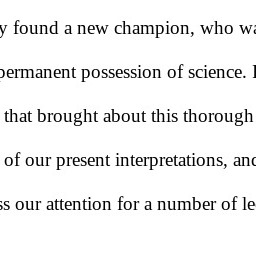 y found a new champion, who wa
permanent possession of science. I
that brought about this thorough
of our present interpretations, and
ss our attention for a number of le